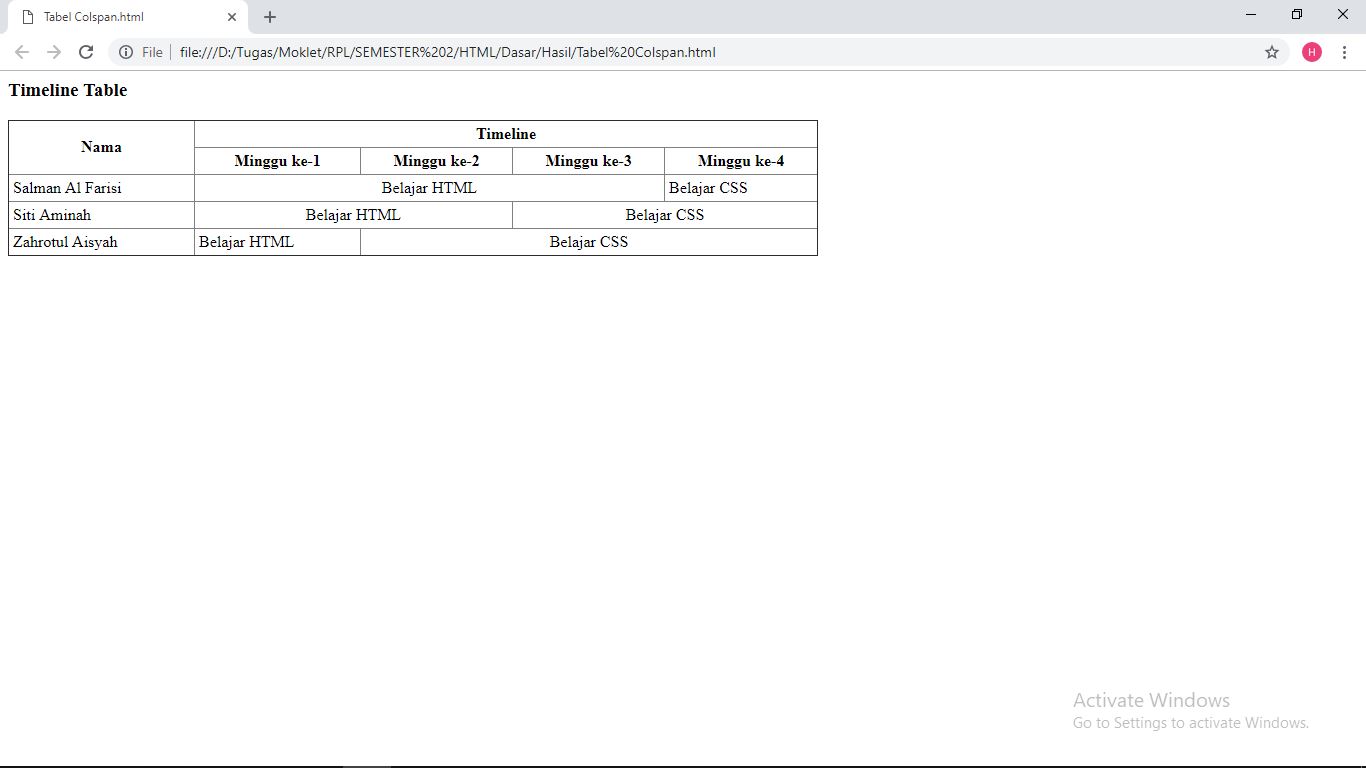 Tabel Colspan.html
File file:///D:/Tugas/Moklet/RPL/SEMESTER%202/HTML/Dasar/Hasil/Tabel%20Colspan.html
H
Timeline Table
Nama Timeline
Minggu ke-1 Minggu ke-2 Minggu ke-3 Minggu ke-4
Salman Al Farisi Belajar HTML Belajar CSS
Siti Aminah Belajar HTML Belajar CSS
Zahrotul Aisyah Belajar HTML Belajar CSS
Activate Windows
Go to Settings to activate Windows.